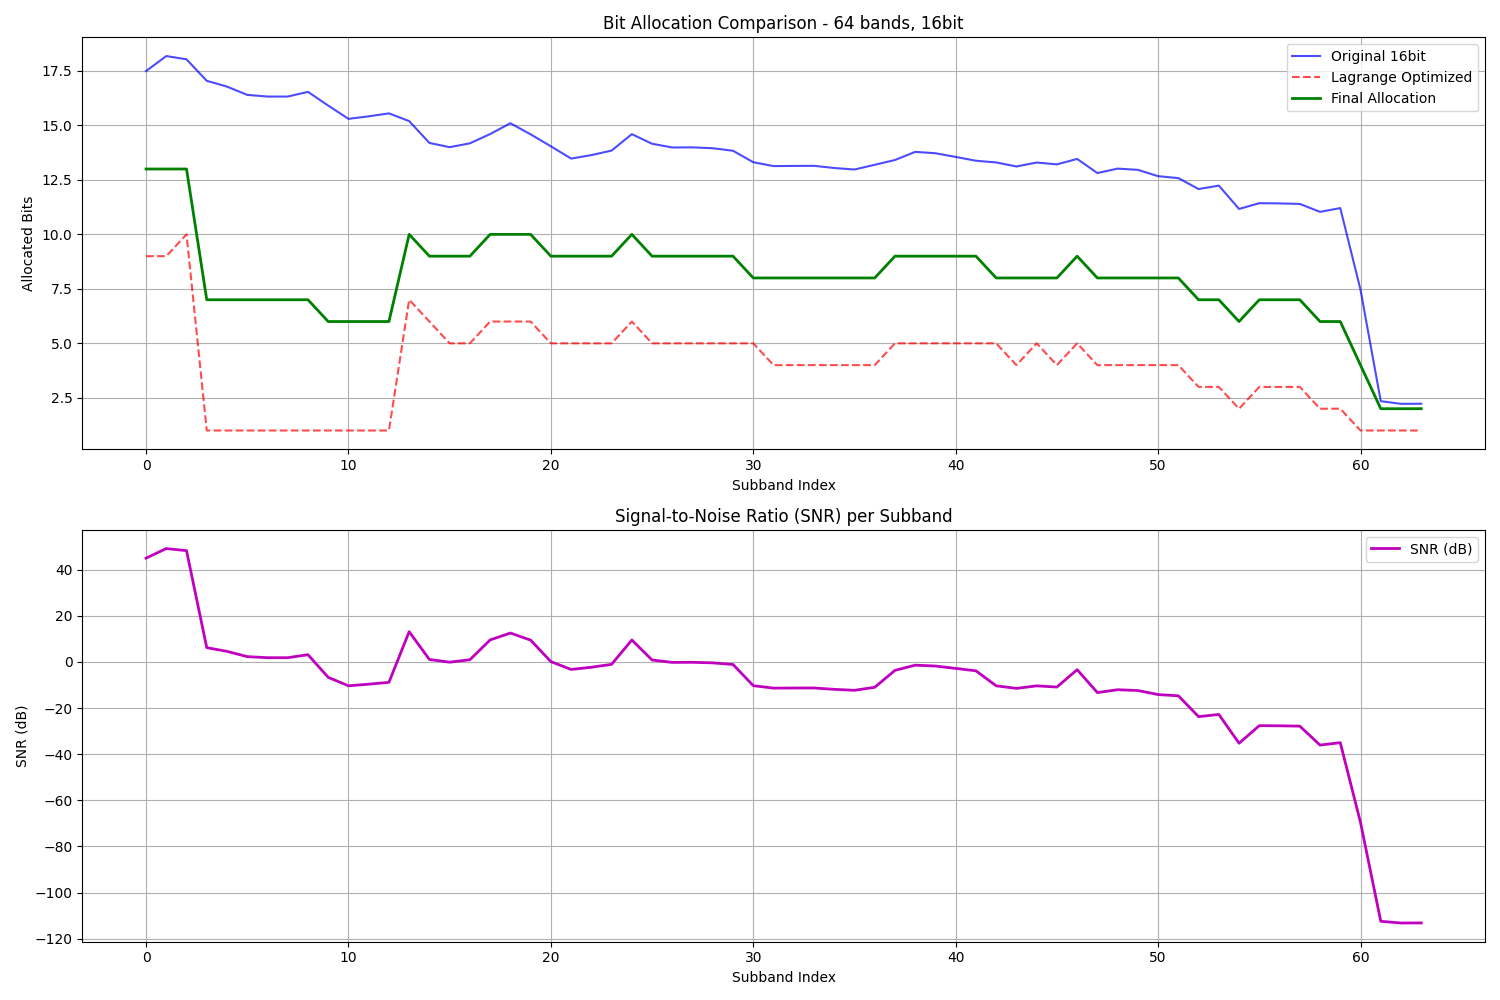 Bit Allocation Comparison - 64 bands, 16bit
Original 16bit
Lagrange Optimized
Final Allocation
Allocated Bits
17.5
15.0
12.5
10.0
7.5
5.0
2.5
0 10 20 30 40 50 60
Subband Index
Signal-to-Noise Ratio (SNR) per Subband
SNR (dB)
SNR (dB)
40
20
0
−20
−40
−60
−80
−100
−120
0 10 20 30 40 50 60
Subband Index